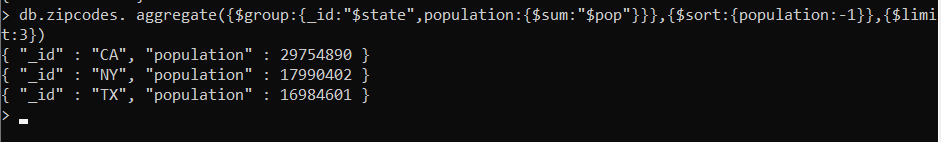 > db.zipcodes. aggregate({$group:{_id:"$state",population:{$sum:"$pop"}}},{$sort:{population:-1}},{$limi
t:3})
{ "_id" : "CA", "population" : 29754890 }
{ "_id" : "NY", "population" : 17990402 }
{ "_id" : "TX", "population" : 16984601 }
>